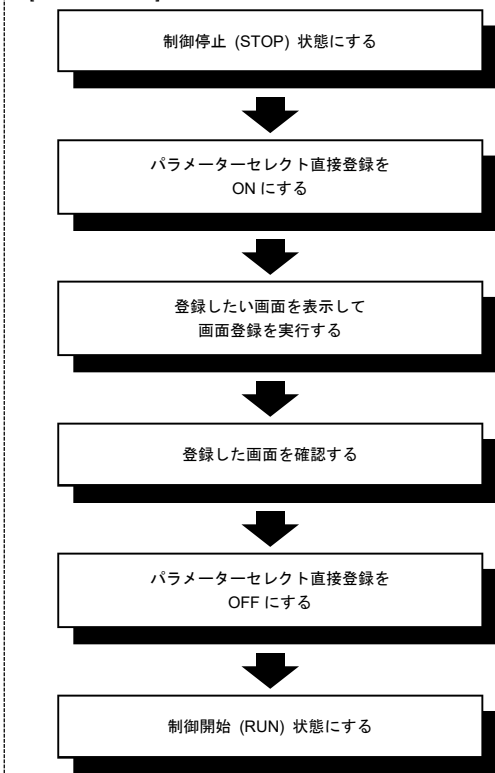 制御停止 (STOP) 状態にする
パラメーターセレクト直接登録を
ON にする
登録したい画面を表示して
画面登録を実行する
登録した画面を確認する
パラメーターセレクト直接登録を
OFF にする
制御開始 (RUN) 状態にする